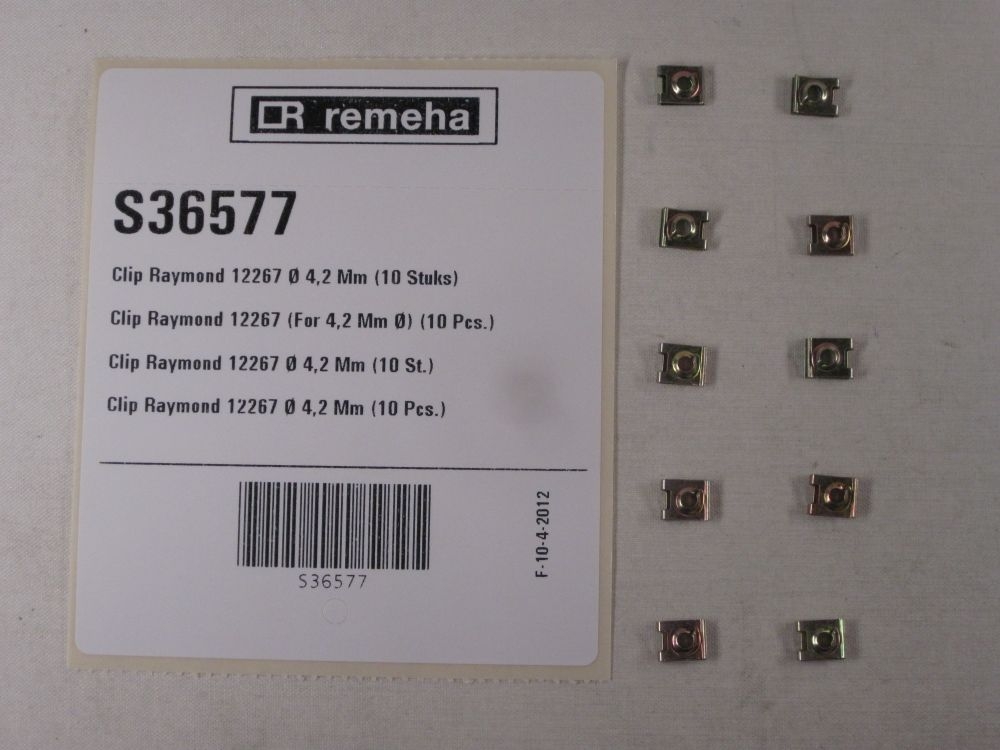 remeha
S36577
Clip Raymond 12267 Ø 4,2 Mm (10 Stuks)
Clip Raymond 12267 (For 4,2 Mm Ø) (10 Pcs.)
Clip Raymond 12267 Ø 4,2 Mm (10 St.)
Clip Raymond 12267 Ø 4,2 Mm (10 Pcs.)
S36577
F-10-4-2012